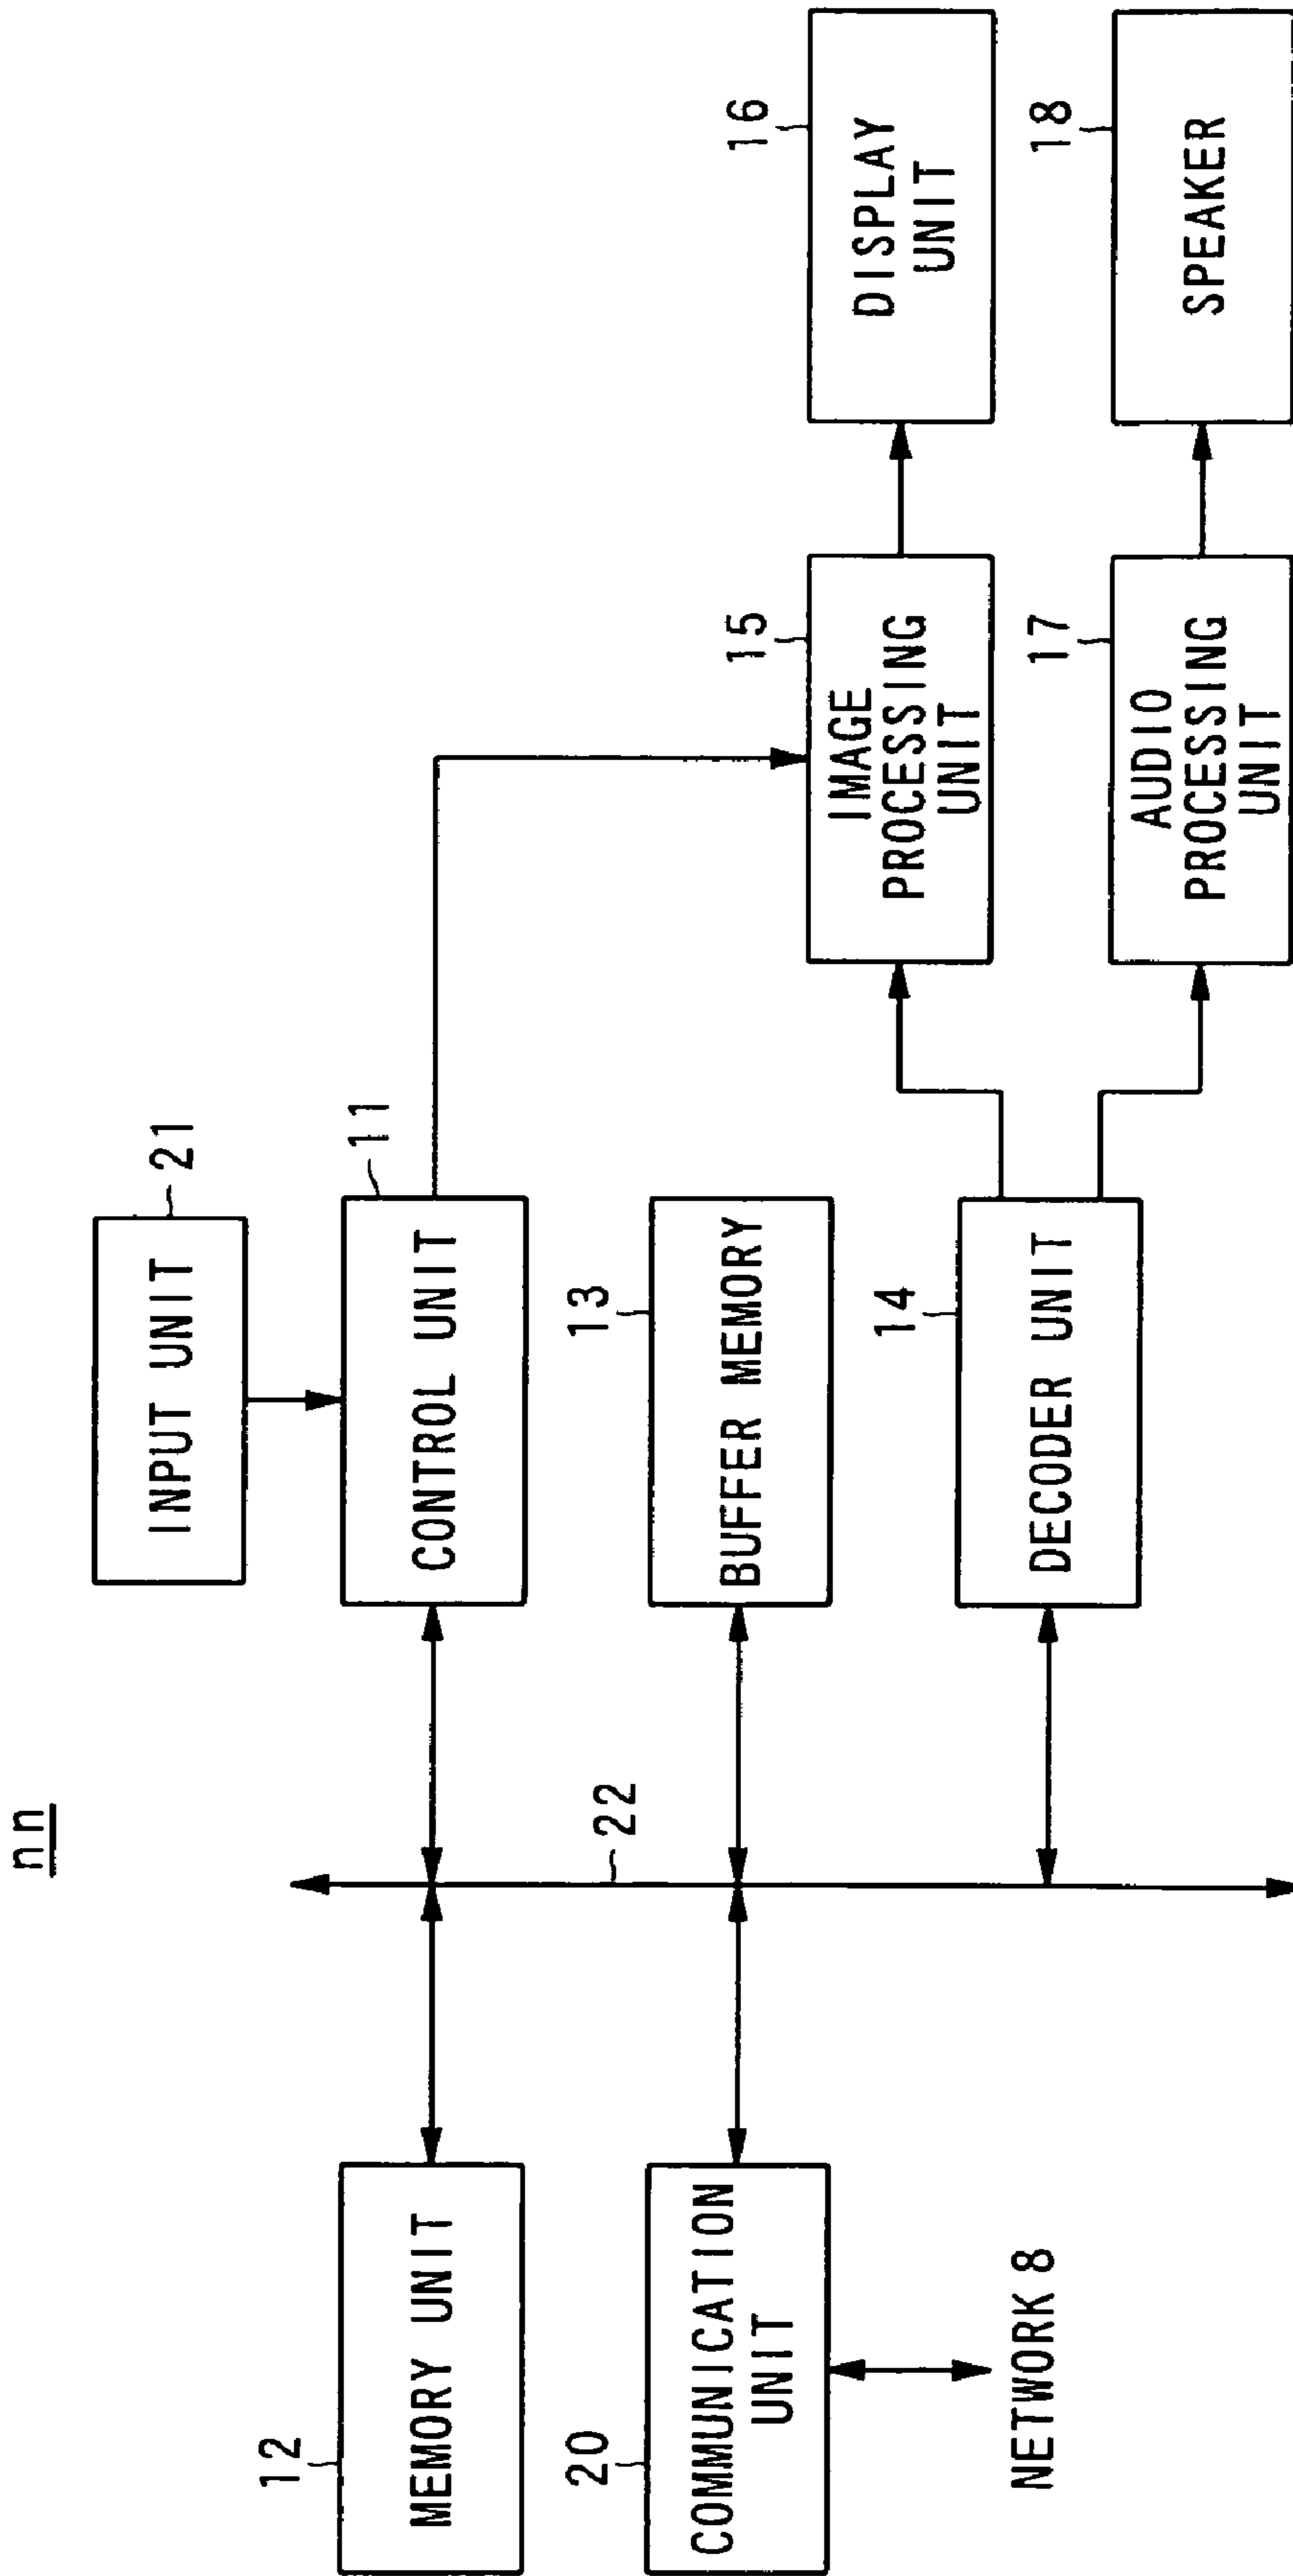 nn
INPUT UNIT
21
12
MEMORY UNIT
CONTROL UNIT
11
22
20
COMMUNICATION
UNIT
BUFFER MEMORY
13
NETWORK 8
DECODER UNIT
14
IMAGE
PROCESSING
UNIT
15
DISPLAY
UNIT
16
AUDIO
PROCESSING
UNIT
17
SPEAKER
18